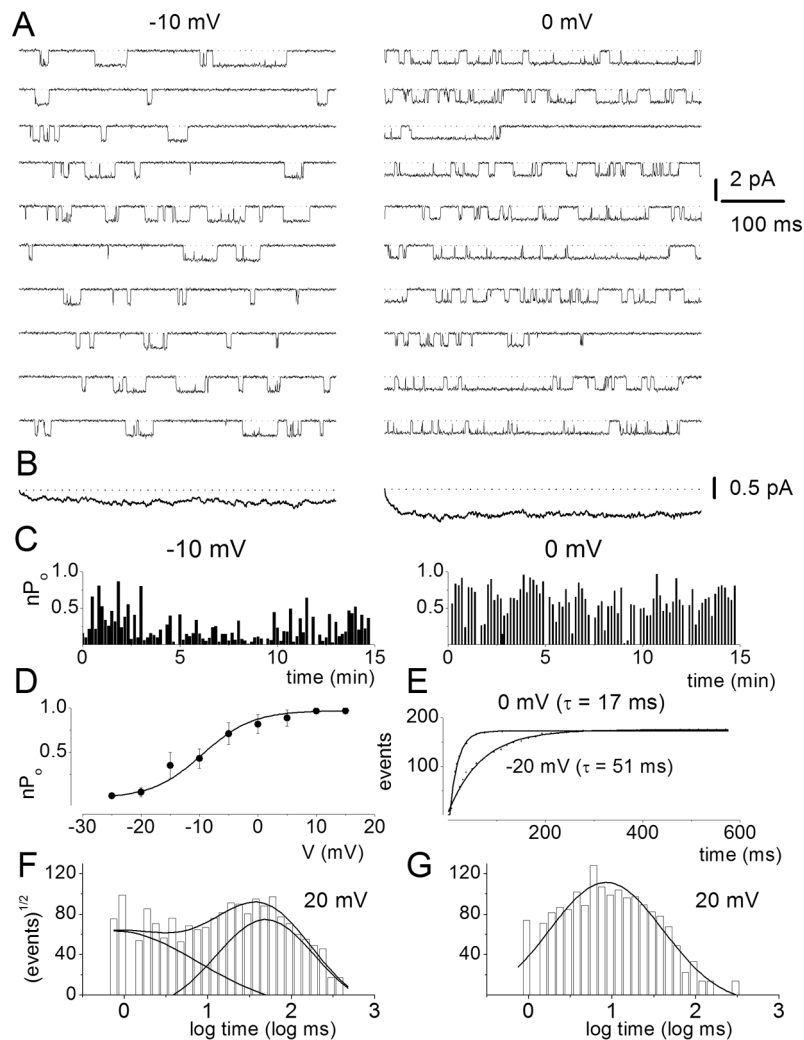 A
-10 mV
0 mV
2 pA
100 ms
B
0.5 pA
C
-10 mV
0 mV
nPo
1.0
0.5
0
5
10
15
time (min)
1.0
0.5
0
5
10
15
time (min)
D
nPo
1.0
0.5
-30
-20
-10
0
10
20
V (mV)
E
0 mV (τ = 17 ms)
-20 mV (τ = 51 ms)
events
200
100
200
400
600
time (ms)
F
20 mV
(events)1/2
120
80
40
0
0
1
2
3
log time (log ms)
G
20 mV
120
80
40
0
0
1
2
3
log time (log ms)